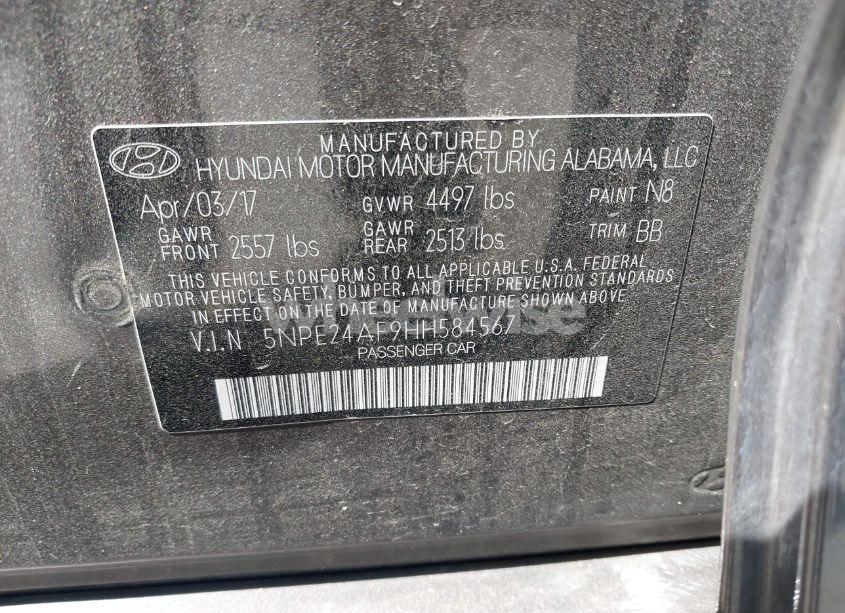 MANUFACTURED BY
HYUNDAI MOTOR MANUFACTURING ALABAMA, LLC
Apr/03/17 GVWR 4497 lbs PAINT N8
GAWR FRONT 2557 lbs GAWR REAR 2513 lbs TRIM BB
THIS VEHICLE CONFORMS TO ALL APPLICABLE U.S.A. FEDERAL
MOTOR VEHICLE SAFETY, BUMPER, AND THEFT PREVENTION STANDARDS
IN EFFECT ON THE DATE OF MANUFACTURE SHOWN ABOVE
V.I.N 5NPE24AF9HH584567
PASSENGER CAR